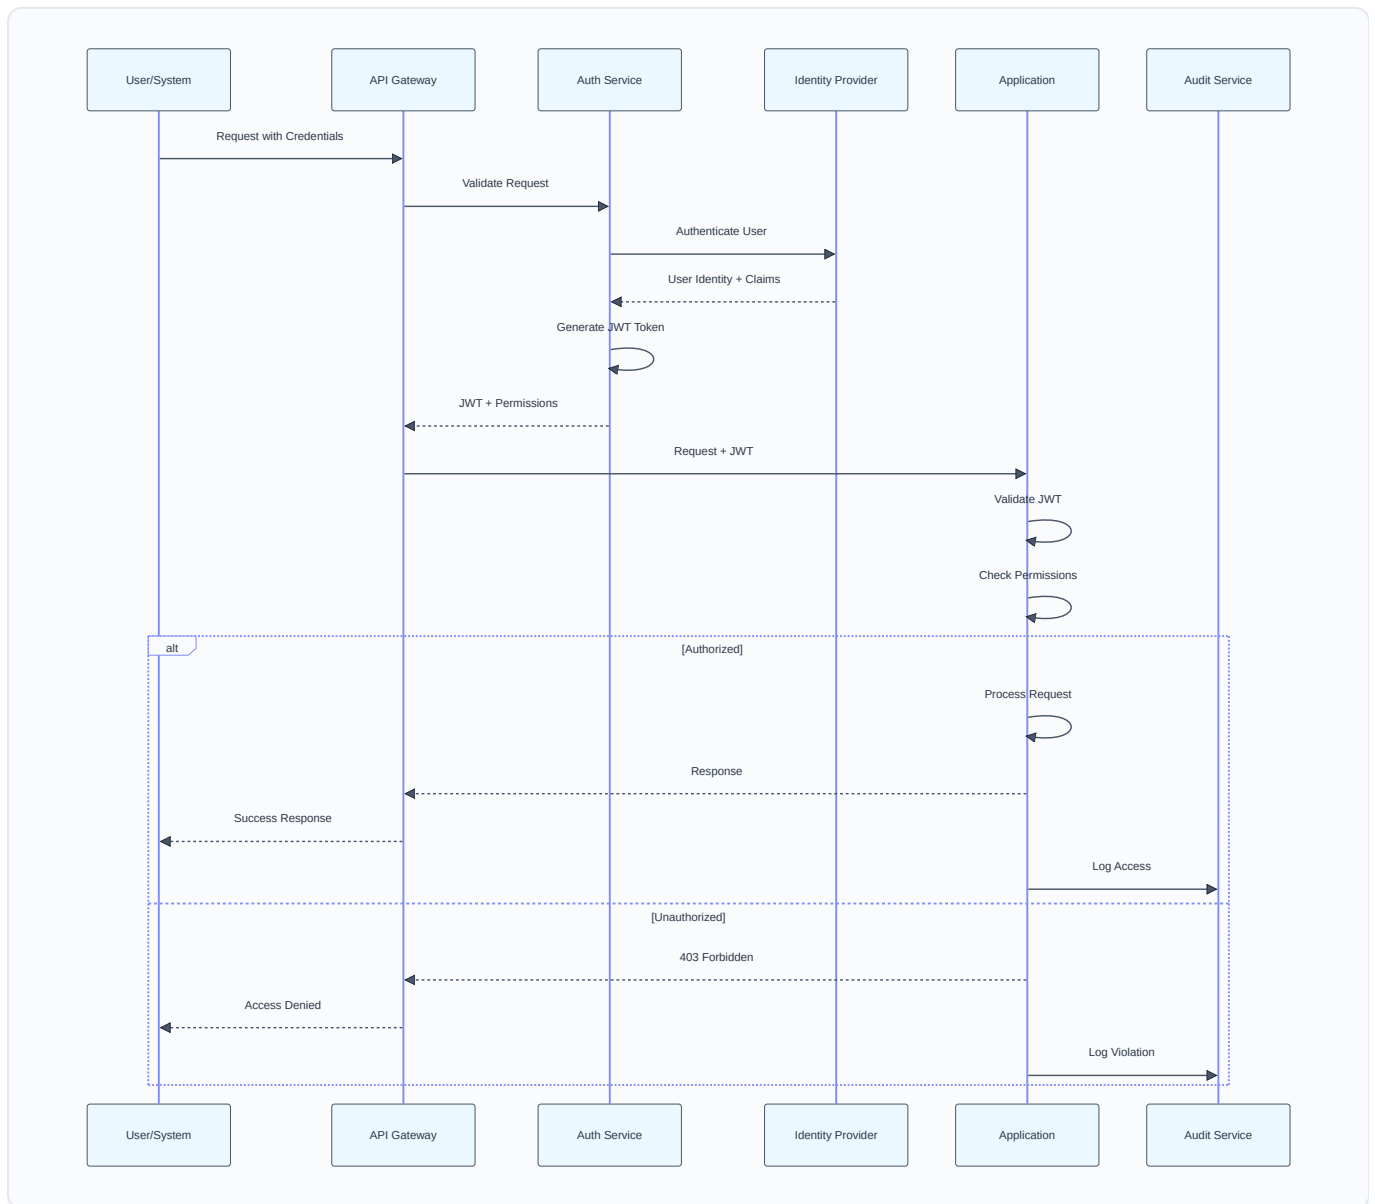 User/System
API Gateway
Auth Service
Identity Provider
Application
Audit Service
Request with Credentials
Validate Request
Authenticate User
User Identity + Claims
Generate JWT Token
JWT + Permissions
Request + JWT
Validate JWT
Check Permissions
alt
[Authorized]
Process Request
Response
Success Response
Log Access
[Unauthorized]
403 Forbidden
Access Denied
Log Violation
User/System
API Gateway
Auth Service
Identity Provider
Application
Audit Service